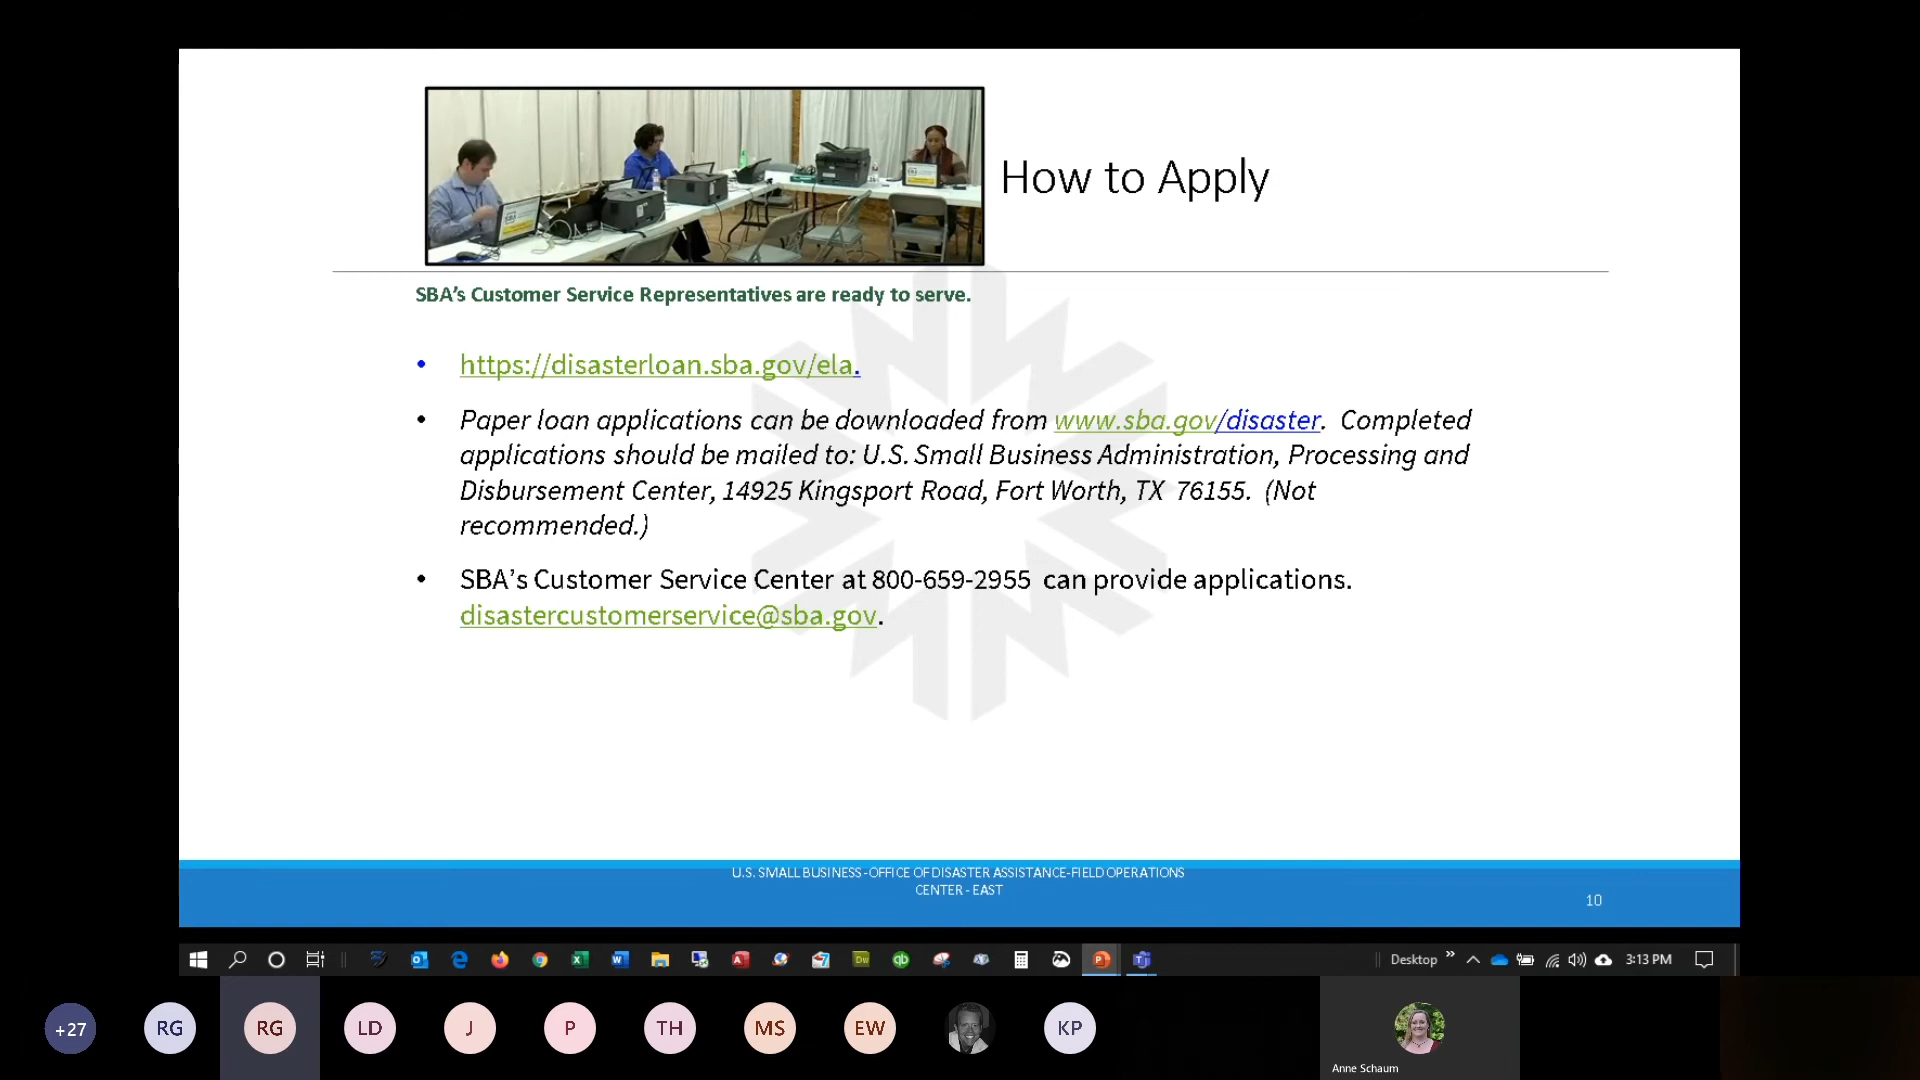 SBA
How to Apply
SBA's Customer Service Representatives are ready to serve.
• https://disasterloan.sba.gov/ela.
• Paper loan applications can be downloaded from www.sba.gov/disaster. Completed
applications should be mailed to: U.S. Small Business Administration, Processing and
Disbursement Center, 14925 Kingsport Road, Fort Worth, TX 76155. (Not
recommended.)
• SBA's Customer Service Center at 800-659-2955 can provide applications.
disastercustomerservice@sba.gov.
U.S. SMALL BUSINESS -OFFICE OF DISASTER ASSISTANCE-FIELD OPERATIONS
CENTER - EAST
10
Desktop
3:13 PM
+27
RG
RG
LD
J
P
TH
MS
EW
KP
Anne Schaum